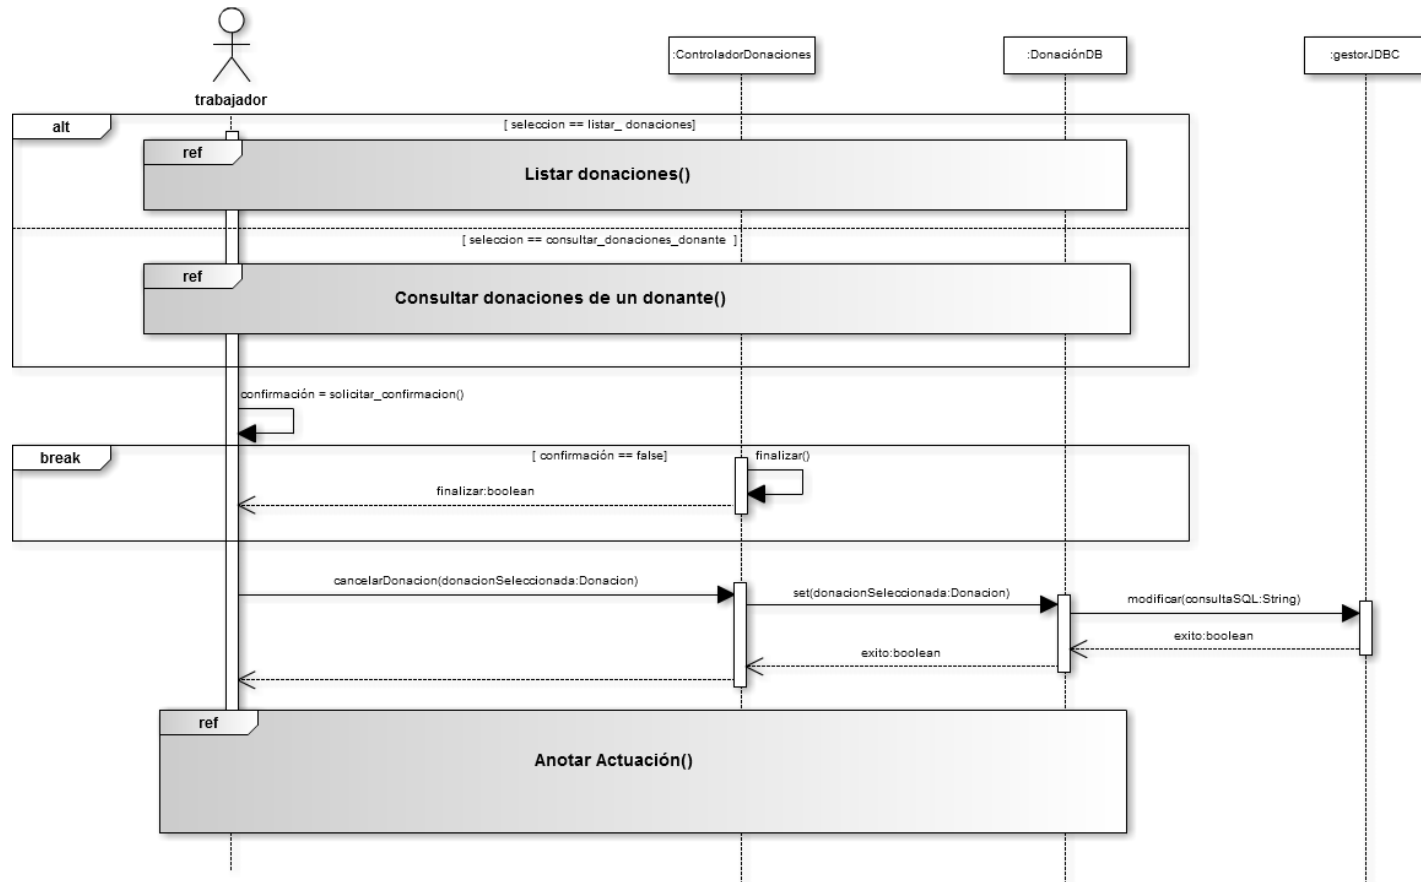 :ControladorDonaciones
:DonaciónDB
:gestorJDBC
trabajador
alt
[ seleccion == listar_ donaciones]
ref
Listar donaciones()
[ seleccion == consultar_donaciones_donante ]
ref
Consultar donaciones de un donante()
confirmación = solicitar_confirmacion()
break
[ confirmación == false]
finalizar()
finalizar:boolean
cancelarDonacion(donacionSeleccionada:Donacion)
set(donacionSeleccionada:Donacion)
modificar(consultaSQL:String)
exito:boolean
exito:boolean
ref
Anotar Actuación()